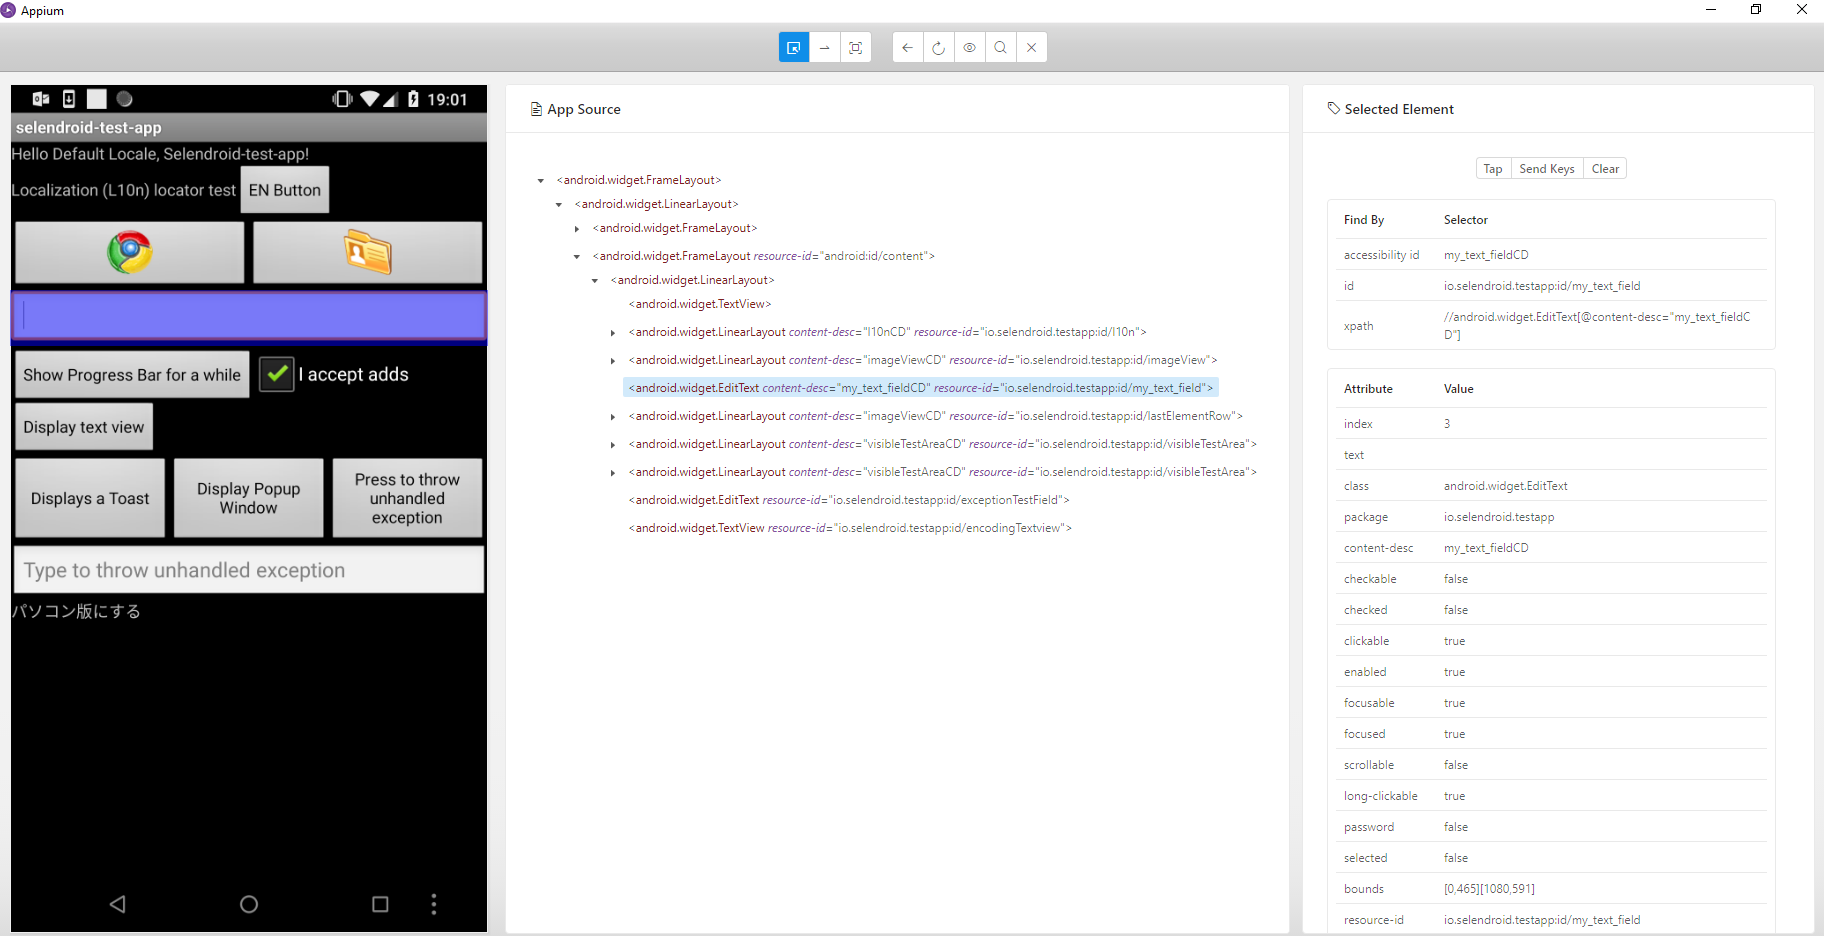 Appium
19:01
selendroid-test-app
Hello Default Locale, Selendroid-test-app!
Localization (L10n) locator test
EN Button
Show Progress Bar for a while
I accept adds
Display text view
Displays a Toast
Display Popup
Window
Press to throw
unhandled
exception
Type to throw unhandled exception
パソコン版にする
App Source
<android.widget.FrameLayout>
<android.widget.LinearLayout>
<android.widget.FrameLayout>
<android.widget.FrameLayout resource-id="android:id/content">
<android.widget.LinearLayout>
<android.widget.TextView>
<android.widget.LinearLayout content-desc="l10nCD" resource-id="io.selendroid.testapp:id/l10n">
<android.widget.LinearLayout content-desc="imageViewCD" resource-id="io.selendroid.testapp:id/imageView">
<android.widget.EditText content-desc="my_text_fieldCD" resource-id="io.selendroid.testapp:id/my_text_field">
<android.widget.LinearLayout content-desc="imageViewCD" resource-id="io.selendroid.testapp:id/lastElementRow">
<android.widget.LinearLayout content-desc="visibleTestAreaCD" resource-id="io.selendroid.testapp:id/visibleTestArea">
<android.widget.LinearLayout content-desc="visibleTestAreaCD" resource-id="io.selendroid.testapp:id/visibleTestArea">
<android.widget.EditText resource-id="io.selendroid.testapp:id/exceptionTestField">
<android.widget.TextView resource-id="io.selendroid.testapp:id/encodingTextview">
Selected Element
Tap Send Keys Clear
Find By Selector
accessibility id my_text_fieldCD
id io.selendroid.testapp:id/my_text_field
xpath //android.widget.EditText[@content-desc="my_text_fieldC
D"]
Attribute Value
index 3
text
class android.widget.EditText
package io.selendroid.testapp
content-desc my_text_fieldCD
checkable false
checked false
clickable true
enabled true
focusable true
focused true
scrollable false
long-clickable true
password false
selected false
bounds [0,465][1080,591]
resource-id io.selendroid.testapp:id/my_text_field